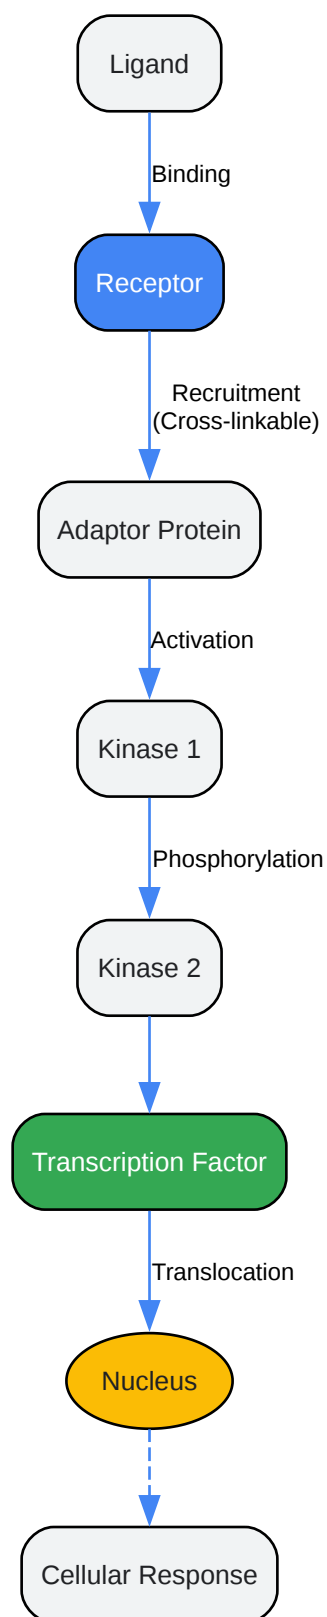 Ligand
Binding
Receptor
Recruitment
(Cross-linkable)
Adaptor Protein
Activation
Kinase 1
Phosphorylation
Kinase 2
Transcription Factor
Translocation
Nucleus
Cellular Response